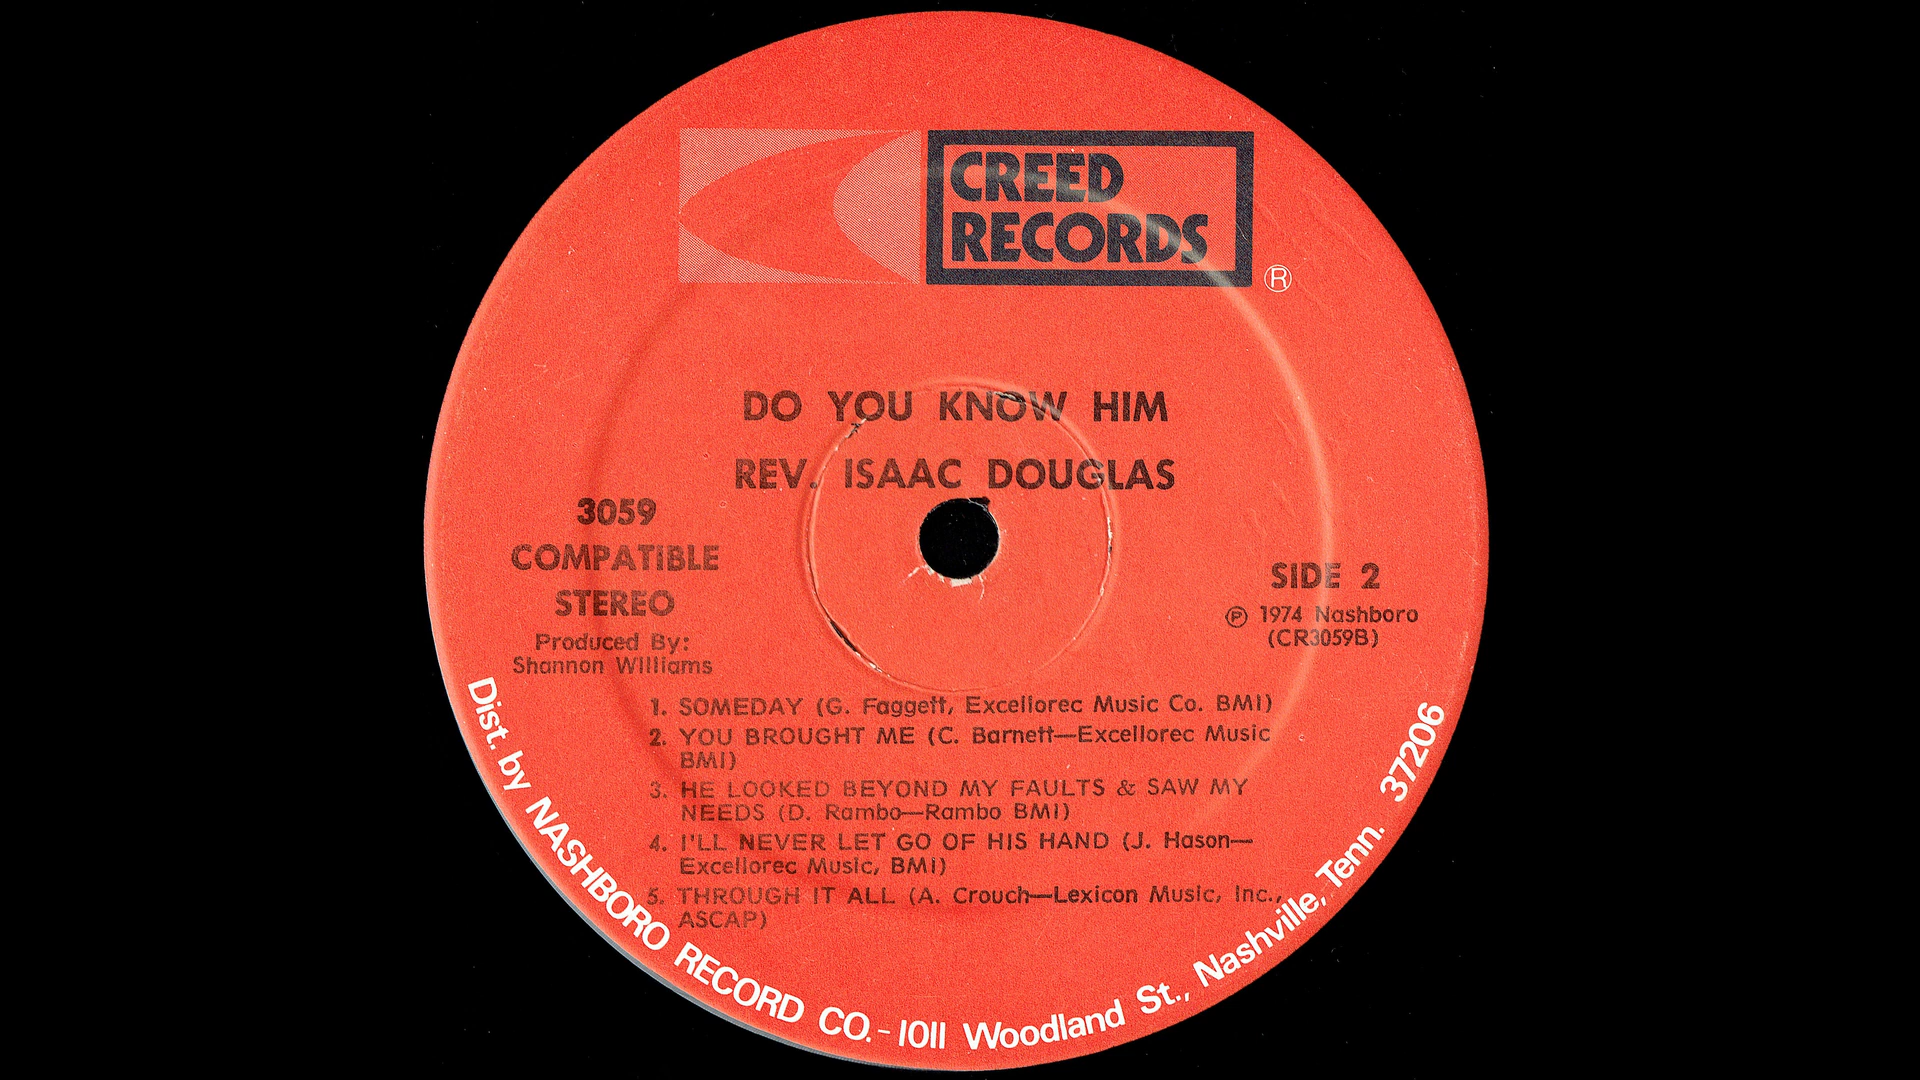 CREED
RECORDS
®
DO YOU KNOW HIM
REV. ISAAC DOUGLAS
3059
COMPATIBLE
STEREO
Produced By:
Shannon Williams
SIDE 2
℗ 1974 Nashboro
(CR3059B)
1. SOMEDAY (G. Faggett, Excellorec Music Co. BMI)
2. YOU BROUGHT ME (C. Barnett—Excellorec Music
BMI)
3. HE LOOKED BEYOND MY FAULTS & SAW MY
NEEDS (D. Rambo—Rambo BMI)
4. I'LL NEVER LET GO OF HIS HAND (J. Hason—
Excellorec Music, BMI)
5. THROUGH IT ALL (A. Crouch—Lexicon Music, Inc.,
ASCAP)
Dist. by NASHBORO RECORD CO. - 1011 Woodland St., Nashville, Tenn. 37206